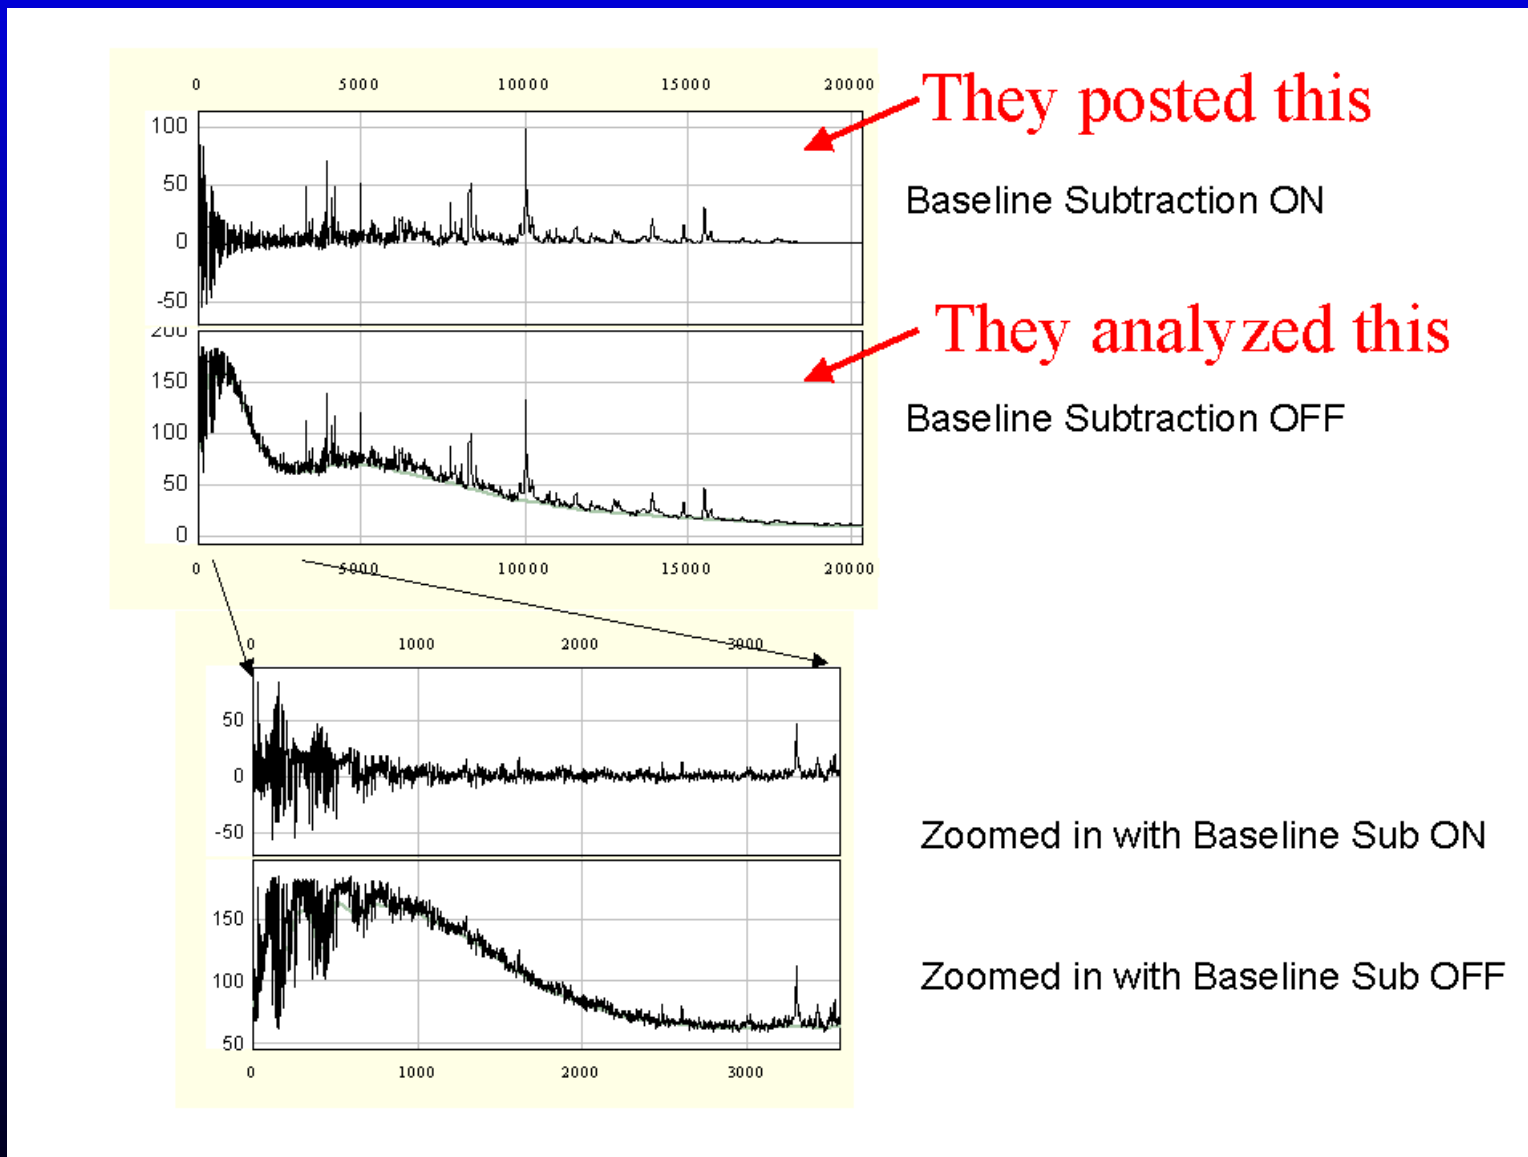 0 5000 10000 15000 20000
They posted this
100
50
0
-50
Baseline Subtraction ON
They analyzed this
200
150
100
50
0
Baseline Subtraction OFF
0 5000 10000 15000 20000
0 1000 2000 3000
50
0
-50
Zoomed in with Baseline Sub ON
150
100
50
Zoomed in with Baseline Sub OFF
0 1000 2000 3000